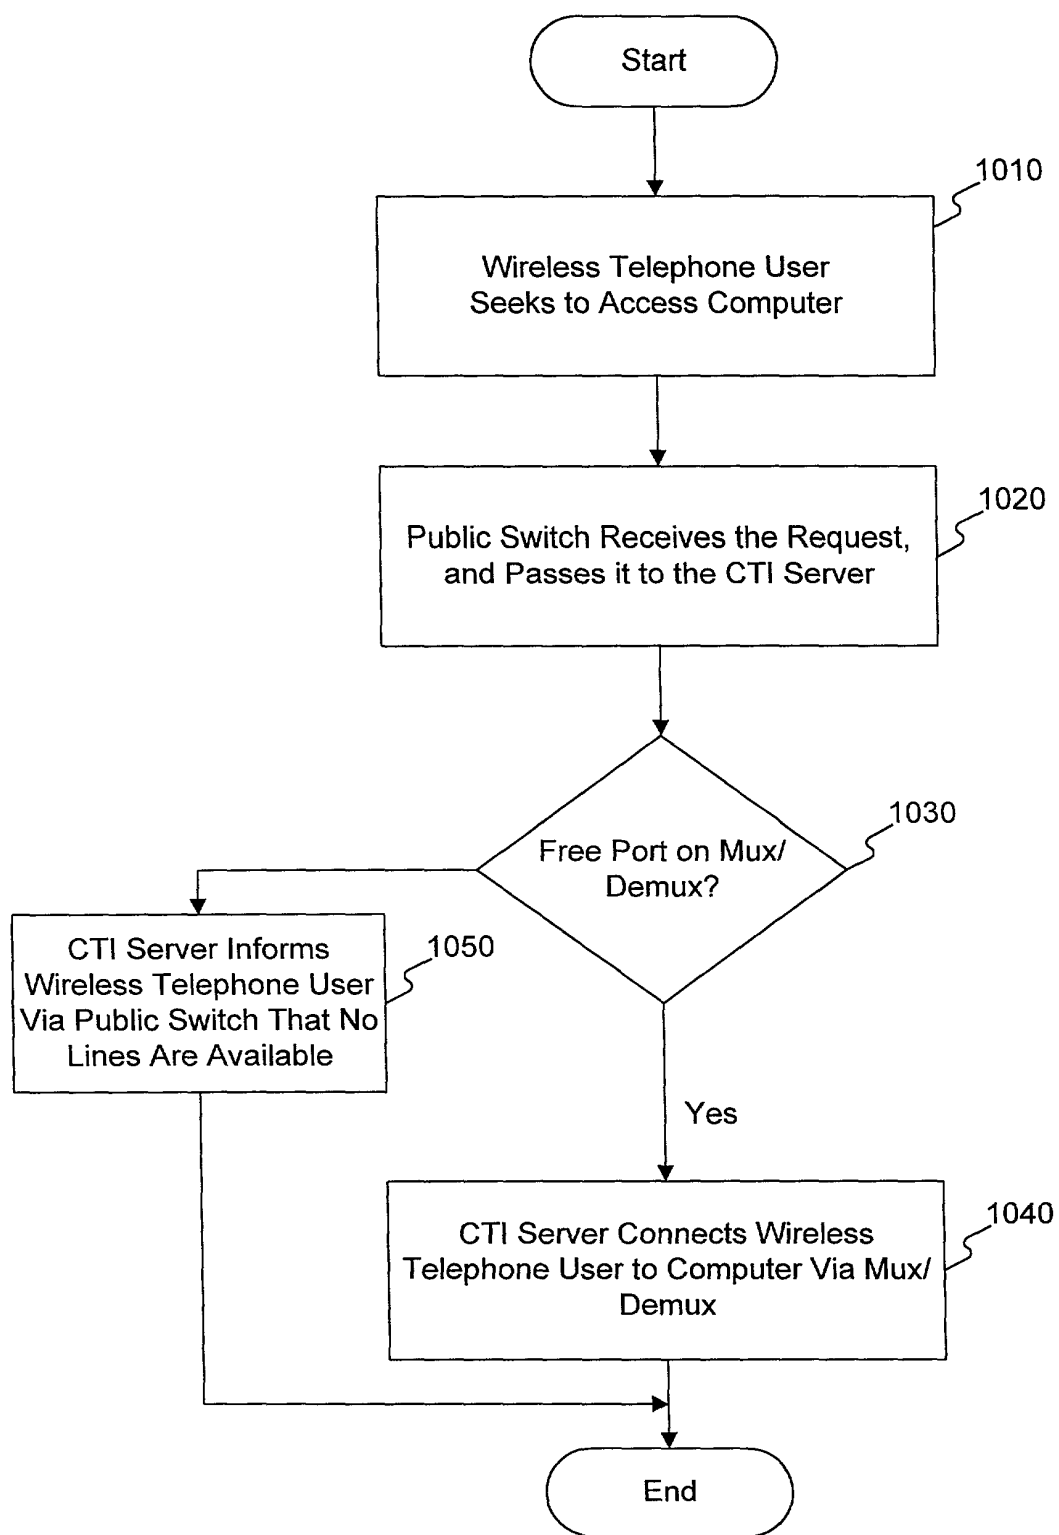 Start
1010
Wireless Telephone User
Seeks to Access Computer
1020
Public Switch Receives the Request,
and Passes it to the CTI Server
1030
Free Port on Mux/
Demux?
1050
CTI Server Informs
Wireless Telephone User
Via Public Switch That No
Lines Are Available
Yes
1040
CTI Server Connects Wireless
Telephone User to Computer Via Mux/
Demux
End